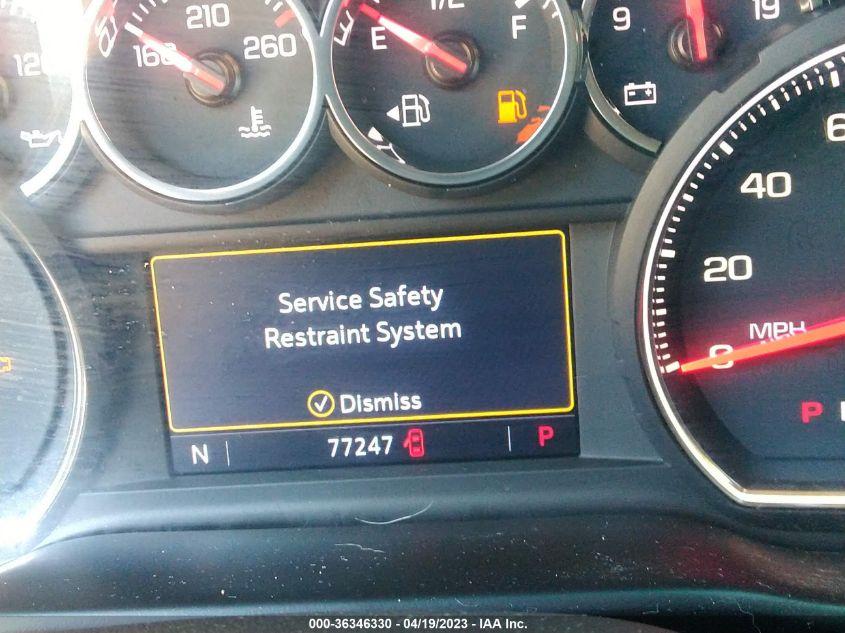 120
160
210
260
E
1/2
F
9
19
Service Safety
Restraint System
Dismiss
N
77247
P
0
20
40
MPH
P
000-36346330 - 04/19/2023 - IAA Inc.